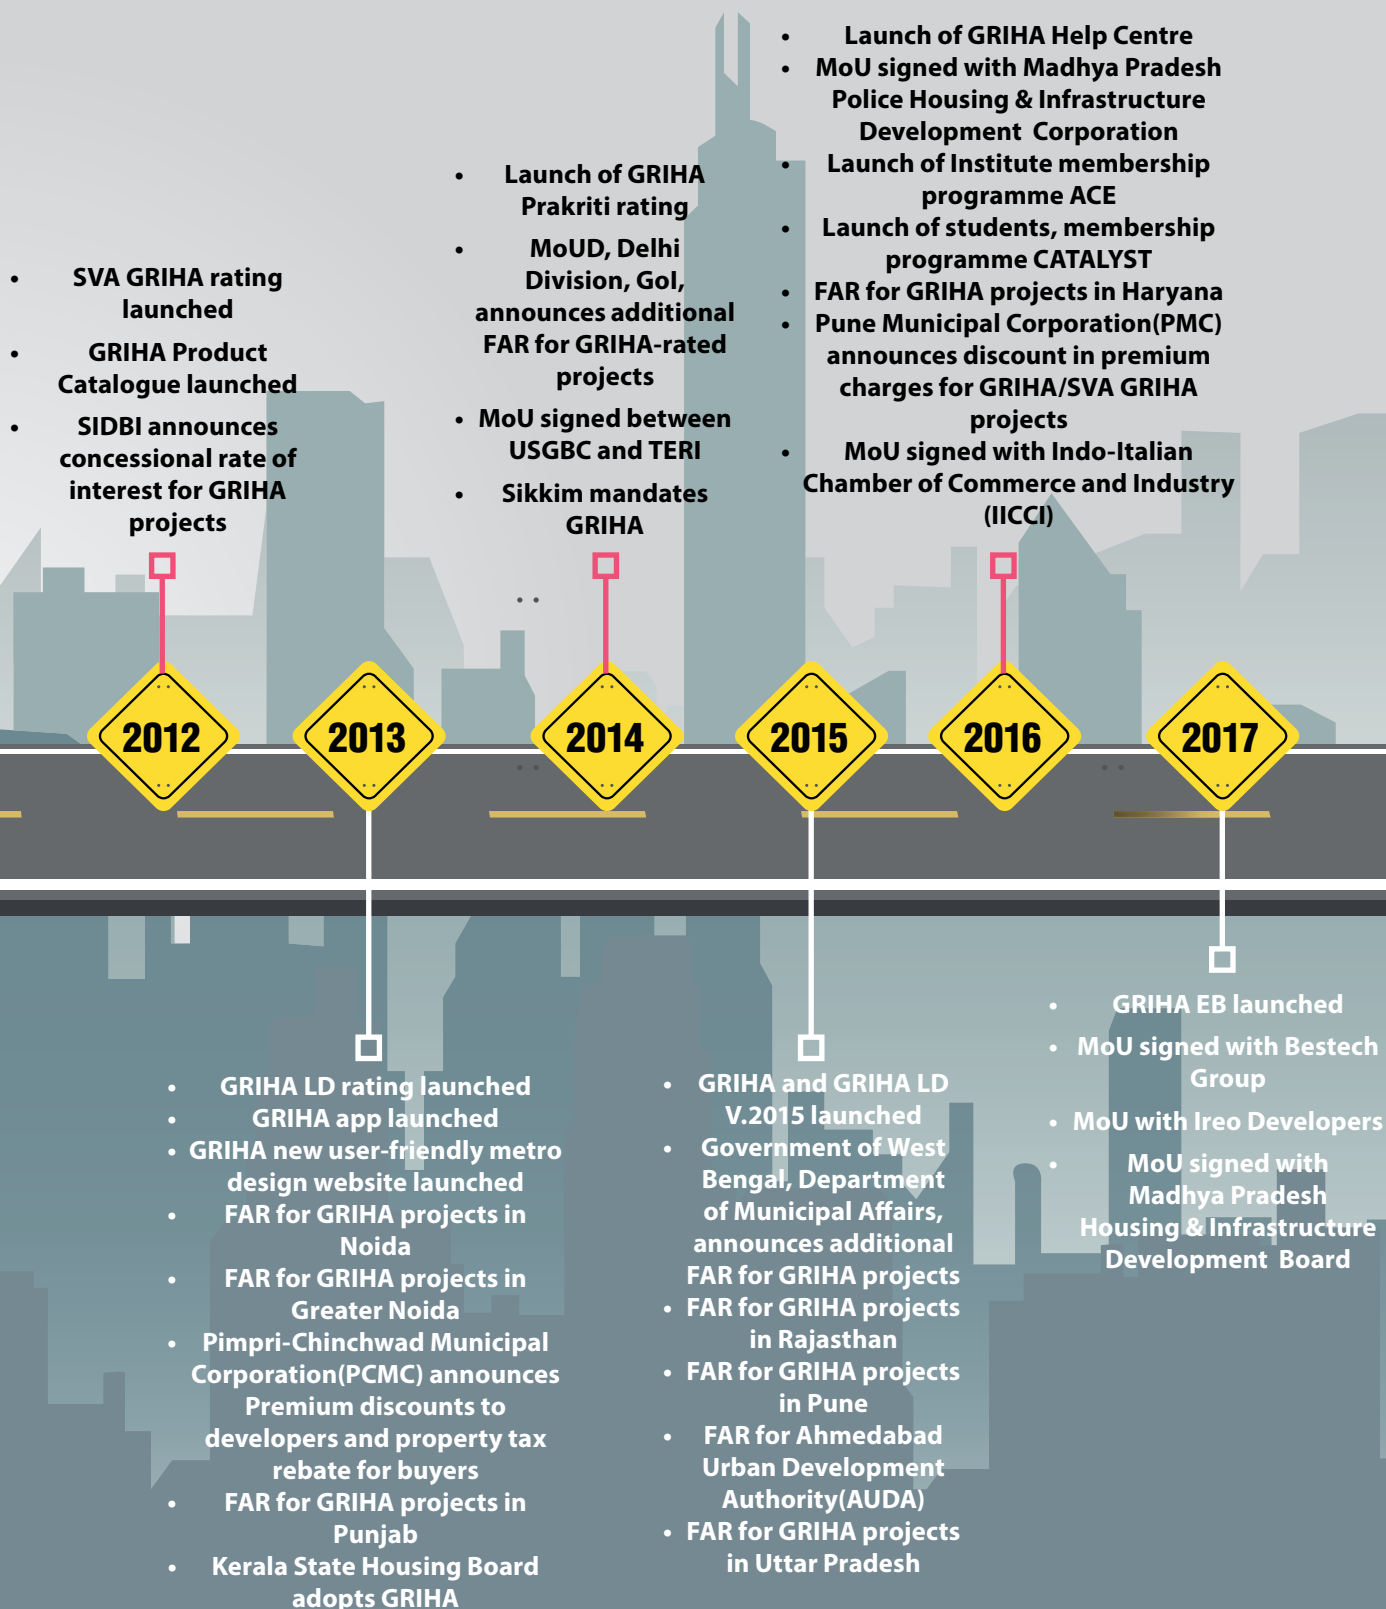 • SVA GRIHA rating
launched
• GRIHA Product
Catalogue launched
• SIDBI announces
concessional rate of
interest for GRIHA
projects
• Launch of GRIHA
Prakriti rating
• MoUD, Delhi
Division, GoI,
announces additional
FAR for GRIHA-rated
projects
• MoU signed between
USGBC and TERI
• Sikkim mandates
GRIHA
• Launch of GRIHA Help Centre
• MoU signed with Madhya Pradesh
Police Housing & Infrastructure
Development Corporation
• Launch of Institute membership
programme ACE
• Launch of students, membership
programme CATALYST
• FAR for GRIHA projects in Haryana
• Pune Municipal Corporation(PMC)
announces discount in premium
charges for GRIHA/SVA GRIHA
projects
• MoU signed with Indo-Italian
Chamber of Commerce and Industry
(IICCI)
2012
2013
2014
2015
2016
2017
• GRIHA LD rating launched
• GRIHA app launched
• GRIHA new user-friendly metro
design website launched
• FAR for GRIHA projects in
Noida
• FAR for GRIHA projects in
Greater Noida
• Pimpri-Chinchwad Municipal
Corporation(PCMC) announces
Premium discounts to
developers and property tax
rebate for buyers
• FAR for GRIHA projects in
Punjab
• Kerala State Housing Board
adopts GRIHA
• GRIHA and GRIHA LD
V.2015 launched
• Government of West
Bengal, Department
of Municipal Affairs,
announces additional
FAR for GRIHA projects
• FAR for GRIHA projects
in Rajasthan
• FAR for GRIHA projects
in Pune
• FAR for Ahmedabad
Urban Development
Authority(AUDA)
• FAR for GRIHA projects
in Uttar Pradesh
• GRIHA EB launched
• MoU signed with Bestech
Group
• MoU with Ireo Developers
• MoU signed with
Madhya Pradesh
Housing & Infrastructure
Development Board